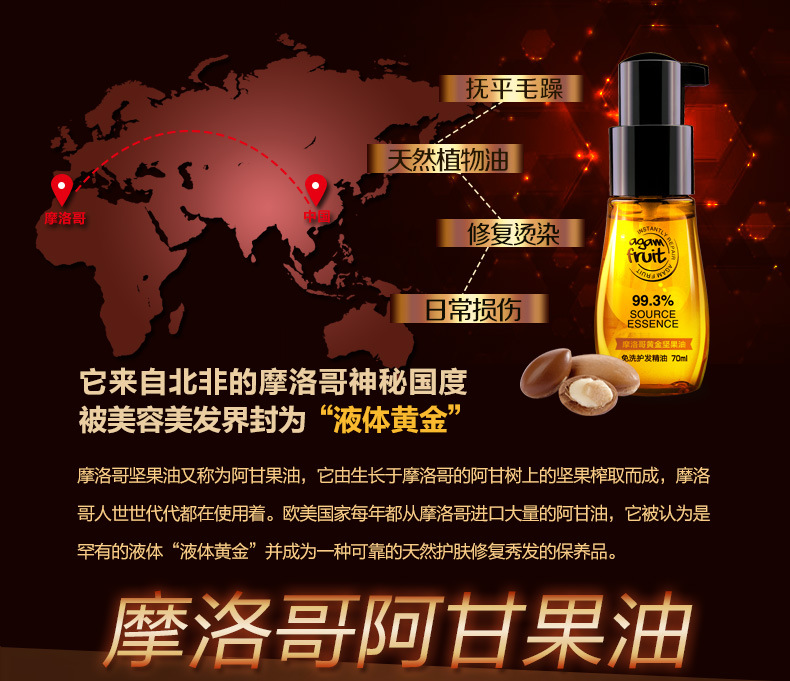 抚平毛躁
天然植物油
摩洛哥
中国
修复烫染
日常损伤
INSTANTLY REPAIR
agam
fruit
AGAM FRUIT
99.3%
SOURCE
ESSENCE
摩洛哥黄金坚果油
免洗护发精油 70ml
它来自北非的摩洛哥神秘国度
被美容美发界封为“液体黄金”
摩洛哥坚果油又称为阿甘果油，它由生长于摩洛哥的阿甘树上的坚果榨取而成，摩洛
哥人世世代代都在使用着。欧美国家每年都从摩洛哥进口大量的阿甘油，它被认为是
罕有的液体“液体黄金”并成为一种可靠的天然护肤修复秀发的保养品。
摩洛哥阿甘果油